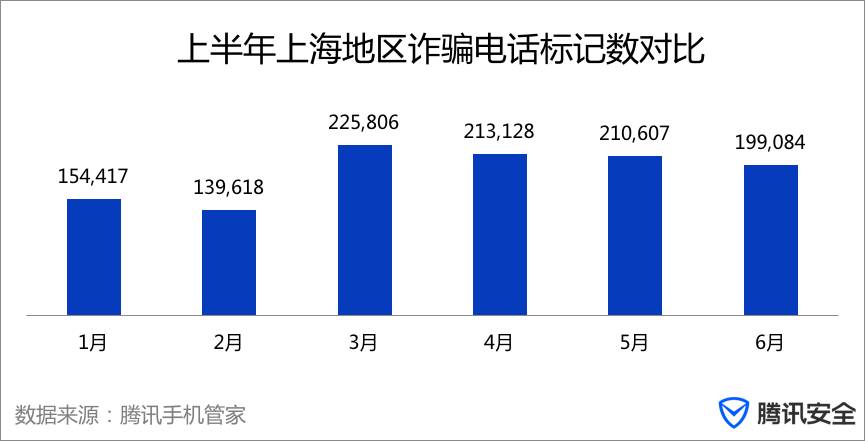 上半年上海地区诈骗电话标记数对比
154,417
139,618
225,806
213,128
210,607
199,084
1月
2月
3月
4月
5月
6月
数据来源：腾讯手机管家
腾讯安全